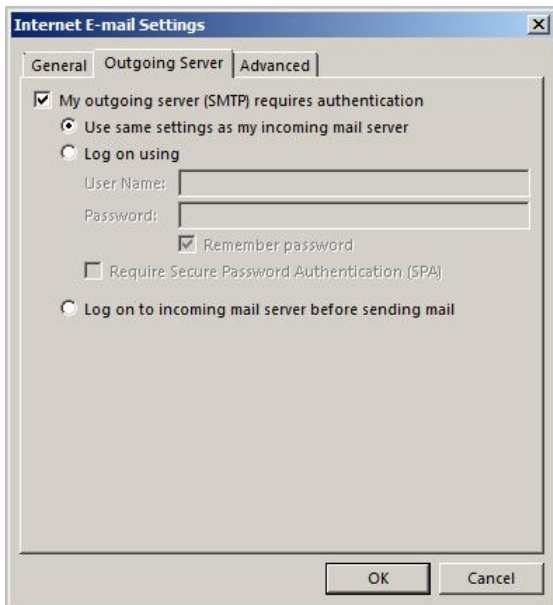 Internet E-mail Settings
General Outgoing Server Advanced
My outgoing server (SMTP) requires authentication
Use same settings as my incoming mail server
Log on using
User Name:
Password:
Remember password
Require Secure Password Authentication (SPA)
Log on to incoming mail server before sending mail
OK Cancel